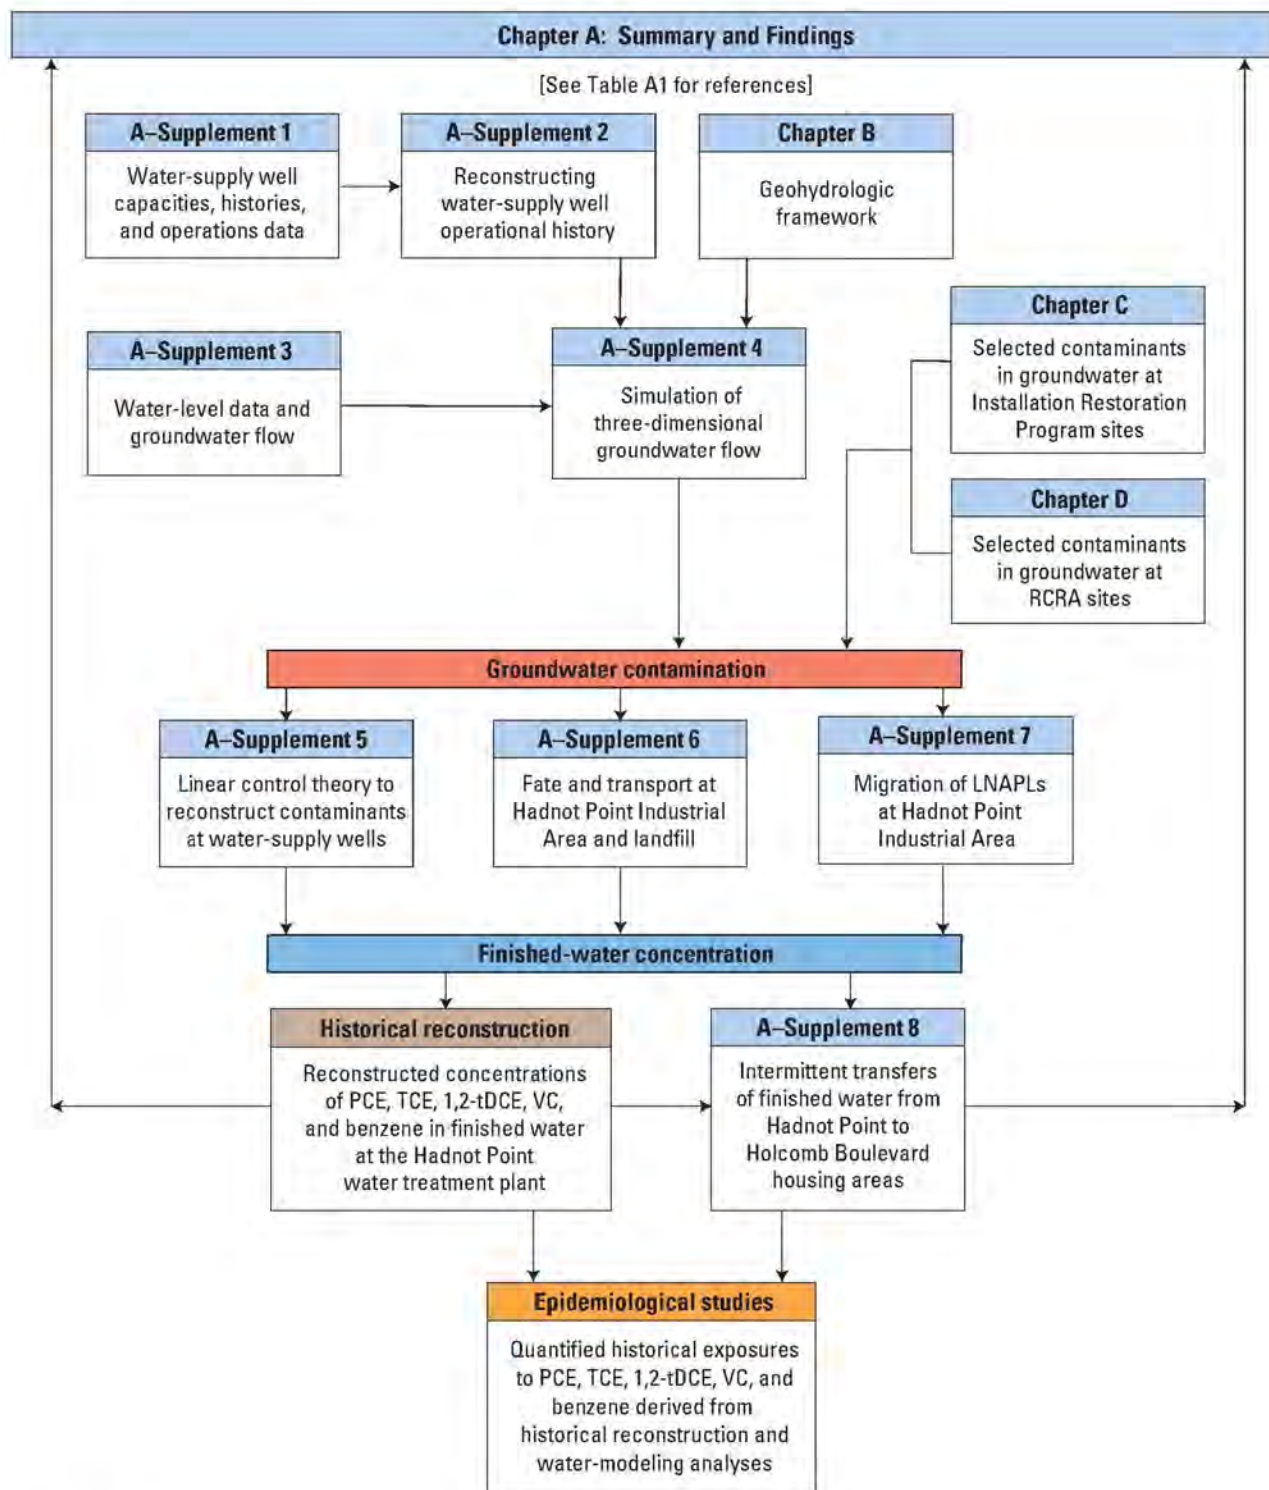 Chapter A: Summary and Findings
[See Table A1 for references]
A–Supplement 1
Water-supply well
capacities, histories,
and operations data
A–Supplement 2
Reconstructing
water-supply well
operational history
Chapter B
Geohydrologic
framework
A–Supplement 3
Water-level data and
groundwater flow
A–Supplement 4
Simulation of
three-dimensional
groundwater flow
Chapter C
Selected contaminants
in groundwater at
Installation Restoration
Program sites
Chapter D
Selected contaminants
in groundwater at
RCRA sites
Groundwater contamination
A–Supplement 5
Linear control theory to
reconstruct contaminants
at water-supply wells
A–Supplement 6
Fate and transport at
Hadnot Point Industrial
Area and landfill
A–Supplement 7
Migration of LNAPLs
at Hadnot Point
Industrial Area
Finished-water concentration
Historical reconstruction
Reconstructed concentrations
of PCE, TCE, 1,2-tDCE, VC,
and benzene in finished water
at the Hadnot Point
water treatment plant
A–Supplement 8
Intermittent transfers
of finished water from
Hadnot Point to
Holcomb Boulevard
housing areas
Epidemiological studies
Quantified historical exposures
to PCE, TCE, 1,2-tDCE, VC, and
benzene derived from
historical reconstruction and
water-modeling analyses